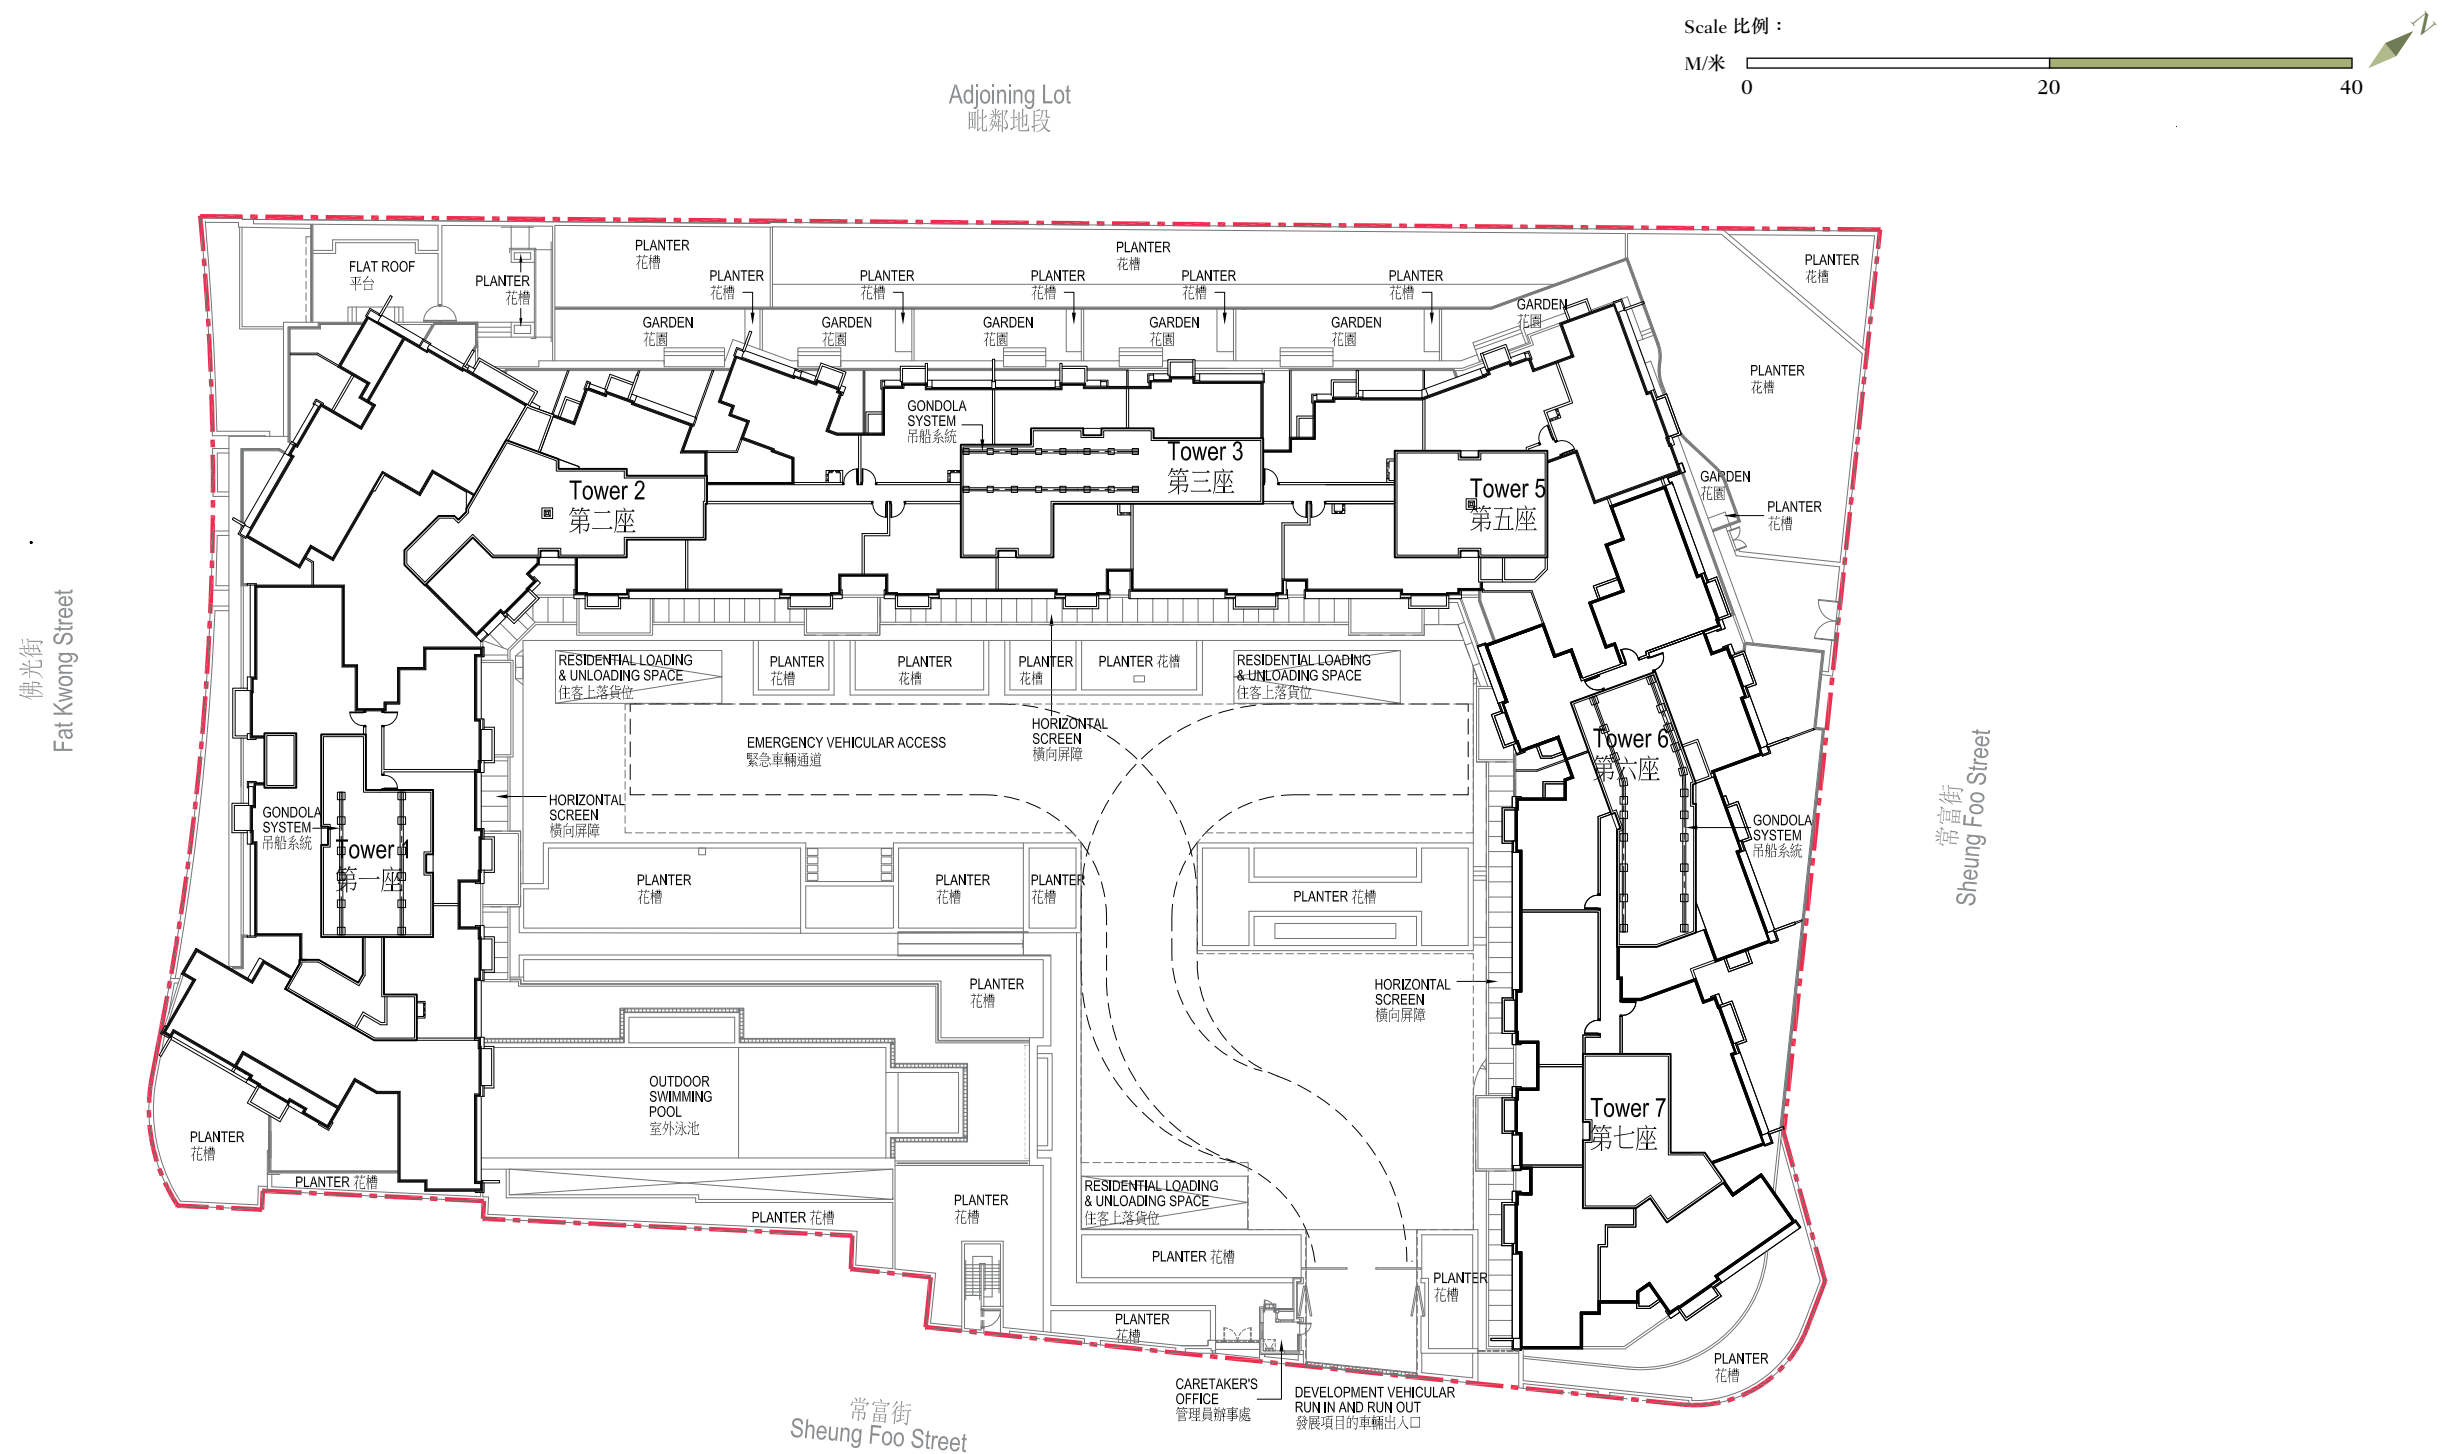 Scale 比例：
N
M/米
0
20
40
Adjoining Lot
毗鄰地段
PLANTER
花槽
PLANTER
花槽
PLANTER
花槽
FLAT ROOF
平台
PLANTER
花槽
PLANTER
花槽
PLANTER
花槽
PLANTER
花槽
PLANTER
花槽
PLANTER
花槽
GARDEN
花園
GARDEN
花園
GARDEN
花園
GARDEN
花園
GARDEN
花園
GARDEN
花園
PLANTER
花槽
GONDOLA
SYSTEM
吊船系統
Tower 3
第三座
Tower 2
第二座
Tower 5
第五座
GARDEN
花園
PLANTER
花槽
佛光街
Fat Kwong Street
RESIDENTIAL LOADING
& UNLOADING SPACE
住客上落貨位
PLANTER
花槽
PLANTER
花槽
PLANTER
花槽
PLANTER 花槽
RESIDENTIAL LOADING
& UNLOADING SPACE
住客上落貨位
HORIZONTAL
SCREEN
橫向屏障
EMERGENCY VEHICULAR ACCESS
緊急車輛通道
Tower 6
第六座
常富街
Sheung Foo Street
HORIZONTAL
SCREEN
橫向屏障
GONDOLA
SYSTEM
吊船系統
Tower 1
第一座
GONDOLA
SYSTEM
吊船系統
PLANTER
花槽
PLANTER
花槽
PLANTER
花槽
PLANTER 花槽
PLANTER
花槽
HORIZONTAL
SCREEN
橫向屏障
OUTDOOR
SWIMMING
POOL
室外泳池
Tower 7
第七座
PLANTER
花槽
PLANTER 花槽
PLANTER 花槽
PLANTER
花槽
RESIDENTIAL LOADING
& UNLOADING SPACE
住客上落貨位
PLANTER 花槽
PLANTER
花槽
PLANTER
花槽
PLANTER
花槽
CARETAKER'S
OFFICE
管理員辦事處
DEVELOPMENT VEHICULAR
RUN IN AND RUN OUT
發展項目的車輛出入口
常富街
Sheung Foo Street